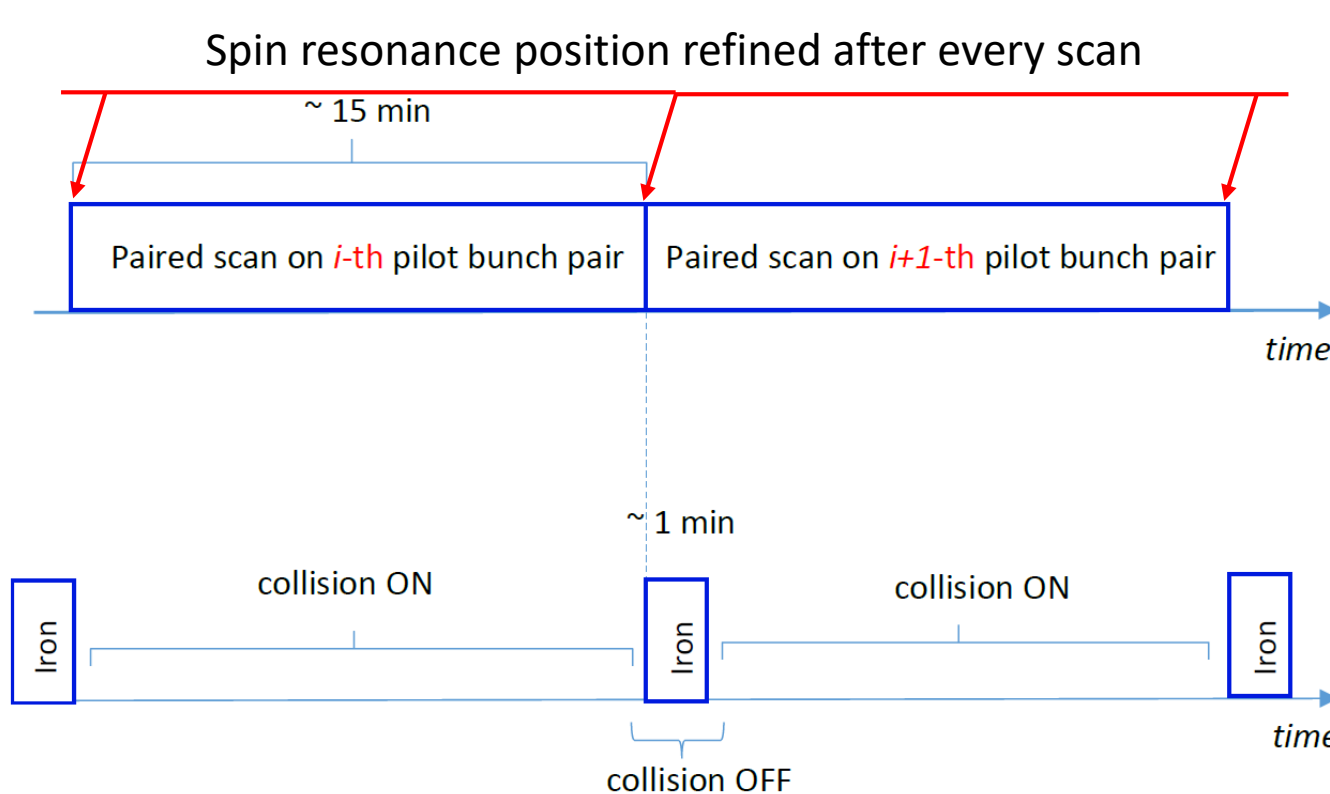 Spin resonance position refined after every scan
~ 15 min
Paired scan on i-th pilot bunch pair
Paired scan on i+1-th pilot bunch pair
time
~ 1 min
collision ON
collision ON
Iron
Iron
Iron
time
collision OFF